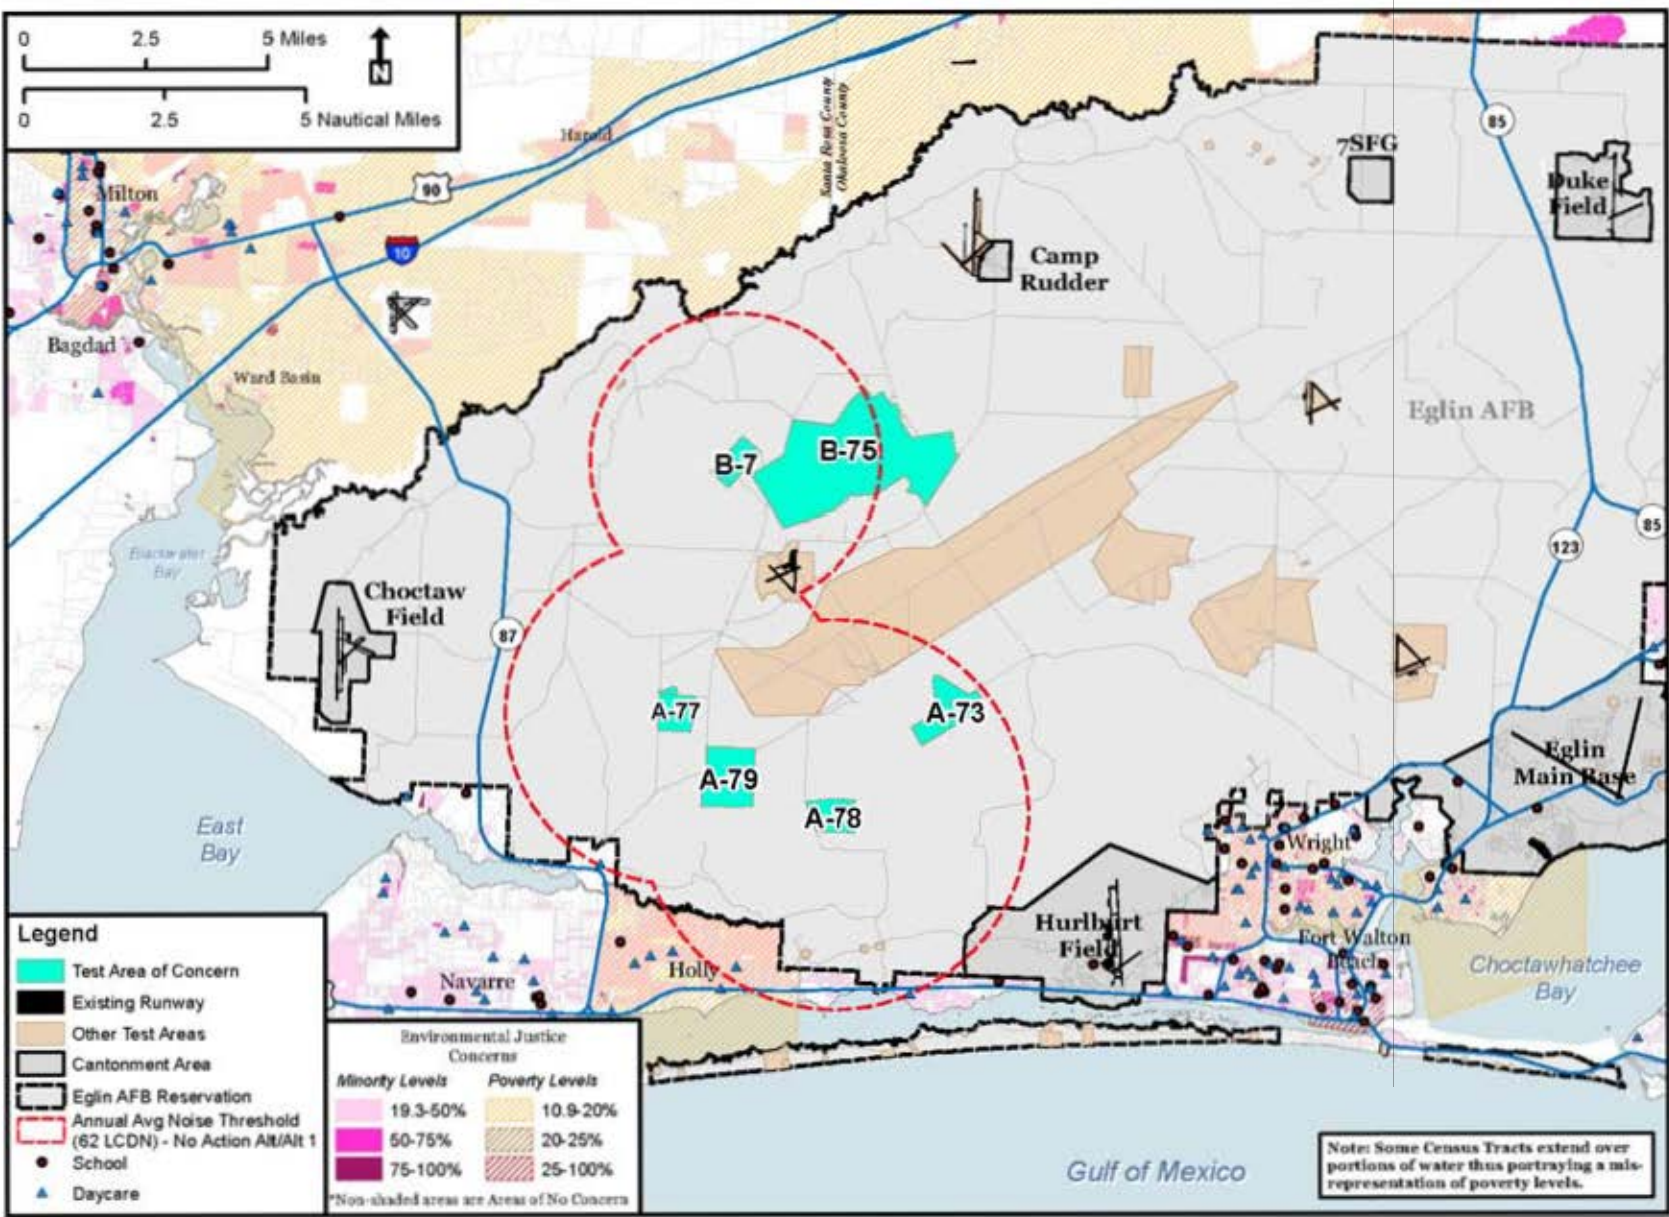 0 2.5 5 Miles
N
0 2.5 5 Nautical Miles
Harold
Santa Rosa County
Okaloosa County
85
7SFG
Duke
Field
Milton
90
10
Camp
Rudder
Bagdad
Ward Basin
Eglin AFB
B-7
B-75
85
123
Blackwater
Bay
Choctaw
Field
87
A-77
A-73
A-79
A-78
Eglin
Main Base
East
Bay
Wright
Hurlburt
Field
Fort Walton
Beach
Choctawhatchee
Bay
Navarre
Holly
Gulf of Mexico
Legend
Test Area of Concern
Existing Runway
Other Test Areas
Cantonment Area
Eglin AFB Reservation
Annual Avg Noise Threshold
(62 LCDN) - No Action Alt/Alt 1
School
Daycare
Environmental Justice
Concerns
Minority Levels Poverty Levels
19.3-50% 10.9-20%
50-75% 20-25%
75-100% 25-100%
*Non-shaded areas are Areas of No Concern
Note: Some Census Tracts extend over
portions of water thus portraying a mis-
representation of poverty levels.